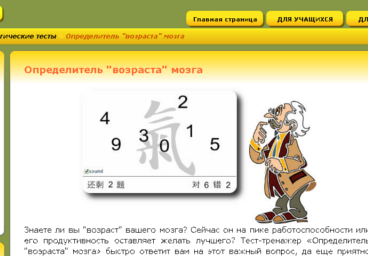 Главная страница
ДЛЯ УЧАЩИХСЯ
ДЛ
гические тесты
Определитель "возраста" мозга
Определитель "возраста" мозга
2
4
氣
3
1
9
0
5
sound
还剩 2 题
对 6 错 2
Знаете ли вы "возраст" вашего мозга? Сейчас он на пике работоспособности или
его продуктивность оставляет желать лучшего? Тест-тренажер «Определитель
"возраста" мозга» быстро ответит вам на этот важный вопрос, да еще приятно